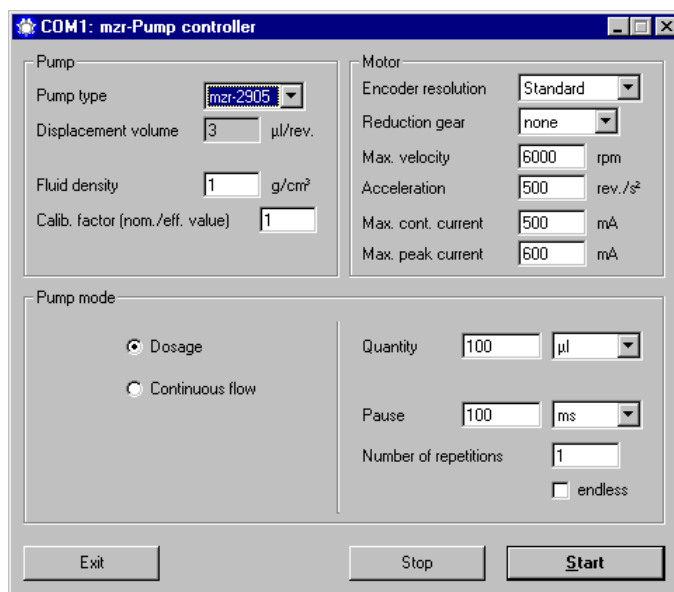 COM1: mzr-Pump controller
Pump
Pump type mzr-2905
Displacement volume 3 µl/rev.
Fluid density 1 g/cm³
Calib. factor (nom./eff. value) 1
Motor
Encoder resolution Standard
Reduction gear none
Max. velocity 6000 rpm
Acceleration 500 rev./s²
Max. cont. current 500 mA
Max. peak current 600 mA
Pump mode
Dosage
Continuous flow
Quantity 100 µl
Pause 100 ms
Number of repetitions 1
endless
Exit Stop Start